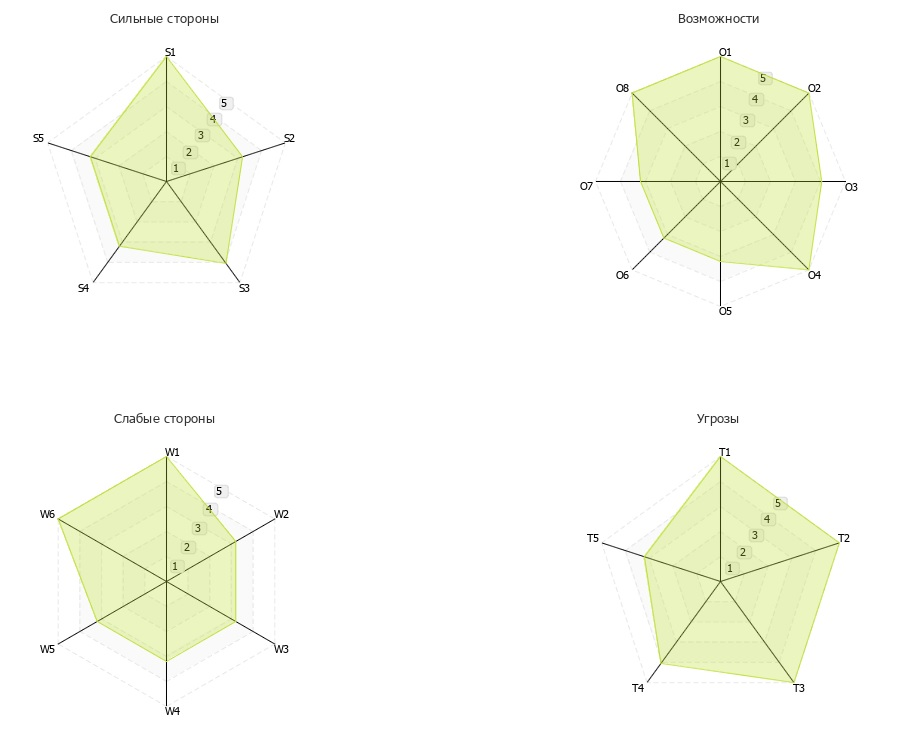 Сильные стороны
S1
S2
S3
S4
S5
5
4
3
2
1
Возможности
O1
O2
O3
O4
O5
O6
O7
O8
5
4
3
2
1
Слабые стороны
W1
W2
W3
W4
W5
W6
5
4
3
2
1
Угрозы
T1
T2
T3
T4
T5
5
4
3
2
1